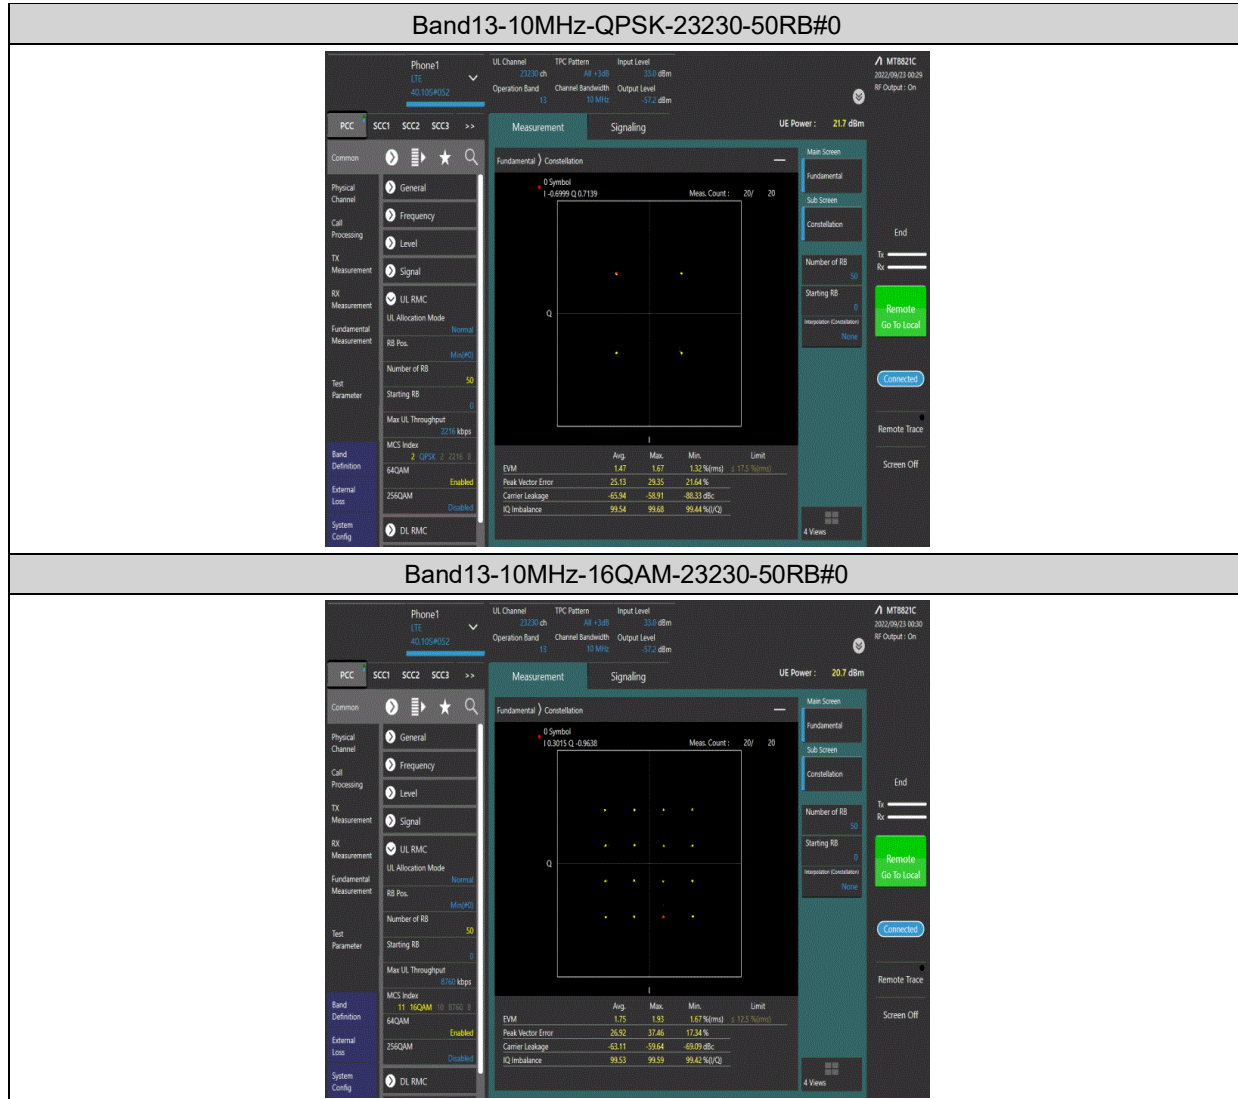 Band13-10MHz-QPSK-23230-50RB#0
Phone1
LTE
40.10S#052
UL Channel TPC Pattern Input Level
23230 ch All +3dB 33.0 dBm
Operation Band Channel Bandwidth Output Level
13 10 MHz -57.2 dBm
MT8821C
2022/09/23 00:29
RF Output : On
PCC SCC1 SCC2 SCC3 >>
Measurement Signaling
UE Power : 21.7 dBm
Common
Physical Channel
Call Processing
TX Measurement
RX Measurement
Fundamental Measurement
Test Parameter
Band Definition
External Loss
System Config
General
Frequency
Level
Signal
UL RMC
UL Allocation Mode
Normal
RB Pos.
Min(#0)
Number of RB
50
Starting RB
0
Max UL Throughput
2216 kbps
MCS Index
2 QPSK 2 2216 8
64QAM
Enabled
256QAM
Disabled
DL RMC
Fundamental 〉 Constellation
0 Symbol
I -0.6999 Q 0.7139 Meas. Count : 20/ 20
Q
I
Avg. Max. Min. Limit
EVM 1.47 1.67 1.32 %(rms) ≤ 17.5 %(rms)
Peak Vector Error 25.13 29.35 21.64 %
Carrier Leakage -65.94 -58.91 -88.33 dBc
IQ Imbalance 99.54 99.68 99.44 %(I/Q)
Main Screen
Fundamental
Sub Screen
Constellation
Number of RB
50
Starting RB
0
Interpolation (Constellation)
None
4 Views
End
Tx
Rx
Remote
Go To Local
Connected
Remote Trace
Screen Off
Band13-10MHz-16QAM-23230-50RB#0
Phone1
LTE
40.10S#052
UL Channel TPC Pattern Input Level
23230 ch All +3dB 33.0 dBm
Operation Band Channel Bandwidth Output Level
13 10 MHz -57.2 dBm
MT8821C
2022/09/23 00:30
RF Output : On
PCC SCC1 SCC2 SCC3 >>
Measurement Signaling
UE Power : 20.7 dBm
Common
Physical Channel
Call Processing
TX Measurement
RX Measurement
Fundamental Measurement
Test Parameter
Band Definition
External Loss
System Config
General
Frequency
Level
Signal
UL RMC
UL Allocation Mode
Normal
RB Pos.
Min(#0)
Number of RB
50
Starting RB
0
Max UL Throughput
8760 kbps
MCS Index
11 16QAM 10 8760 8
64QAM
Enabled
256QAM
Disabled
DL RMC
Fundamental 〉 Constellation
0 Symbol
I 0.3015 Q -0.9638 Meas. Count : 20/ 20
Q
I
Avg. Max. Min. Limit
EVM 1.75 1.93 1.67 %(rms) ≤ 12.5 %(rms)
Peak Vector Error 26.92 37.46 17.34 %
Carrier Leakage -63.11 -59.64 -69.09 dBc
IQ Imbalance 99.53 99.59 99.42 %(I/Q)
Main Screen
Fundamental
Sub Screen
Constellation
Number of RB
50
Starting RB
0
Interpolation (Constellation)
None
4 Views
End
Tx
Rx
Remote
Go To Local
Connected
Remote Trace
Screen Off